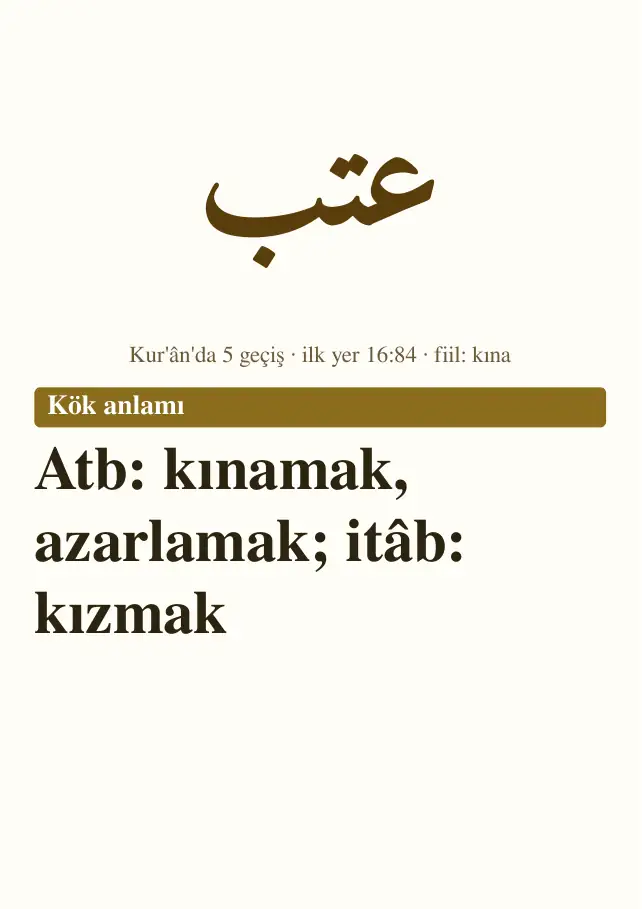 عتب
Kur'ân'da 5 geçiş · ilk yer 16:84 · fiil: kına
Kök anlamı
Atb: kınamak,
azarlamak; itâb:
kızmak